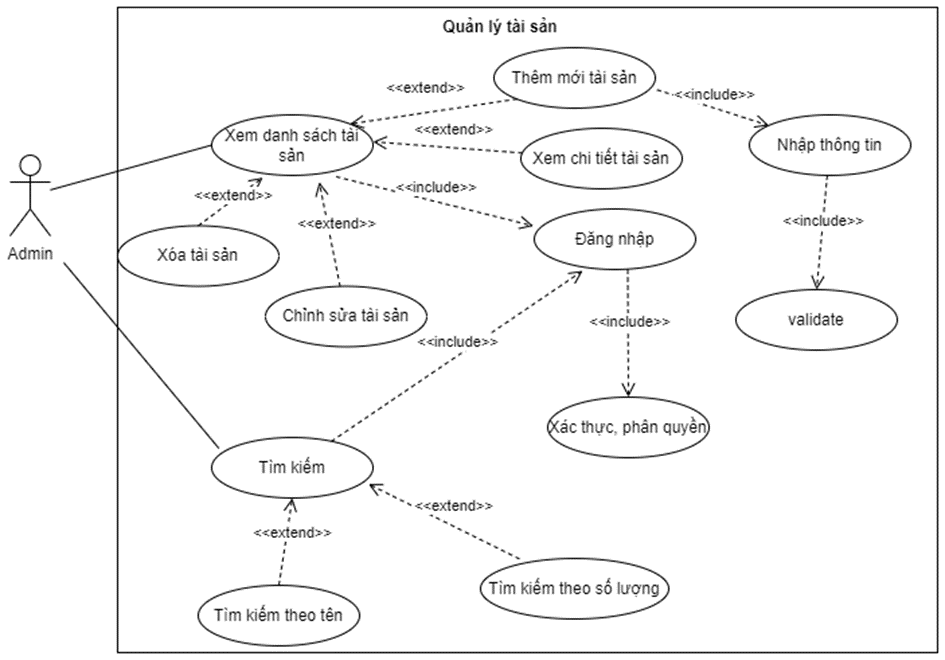 Quản lý tài sản
Thêm mới tài sản
<<extend>>
<<include>>
Xem danh sách tài
sản
<<extend>>
Xem chi tiết tài sản
Nhập thông tin
<<extend>>
<<include>>
<<extend>>
<<include>>
Admin
Xóa tài sản
Đăng nhập
Chỉnh sửa tài sản
<<include>>
validate
<<include>>
Xác thực, phân quyền
Tìm kiếm
<<extend>>
<<extend>>
Tìm kiếm theo số lượng
Tìm kiếm theo tên